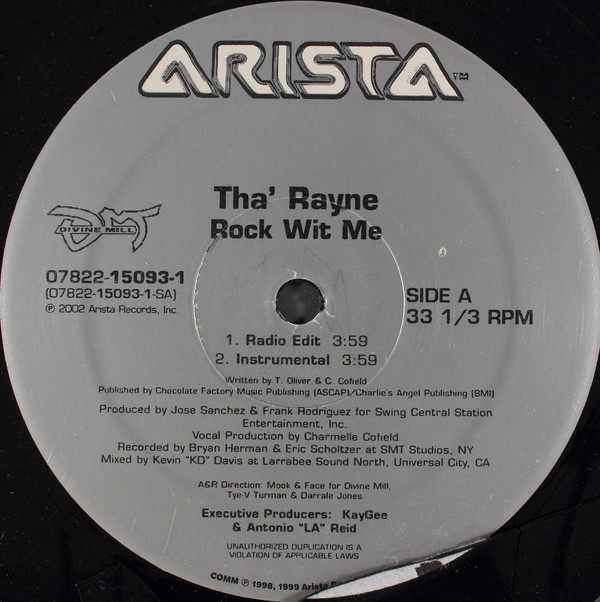 ARISTA™
Tha' Rayne
Rock Wit Me
DMT
DIVINE MILL
07822-15093-1
(07822-15093-1-SA)
℗ 2002 Arista Records, Inc.
SIDE A
33 1/3 RPM
1. Radio Edit 3:59
2. Instrumental 3:59
Written by T. Oliver & C. Cofield
Published by Chocolate Factory Music Publishing (ASCAP)/Charlie's Angel Publishing (BMI)
Produced by Jose Sanchez & Frank Rodriguez for Swing Central Station
Entertainment, Inc.
Vocal Production by Charmelle Cofield
Recorded by Bryan Herman & Eric Scholtzer at SMT Studios, NY
Mixed by Kevin "KD" Davis at Larrabee Sound North, Universal City, CA
A&R Direction: Mook & Face for Divine Mill,
Tye-V Turman & Darrale Jones
Executive Producers: KayGee
& Antonio "LA" Reid
UNAUTHORIZED DUPLICATION IS A
VIOLATION OF APPLICABLE LAWS
COMM ℗ 1998, 1999 Arista